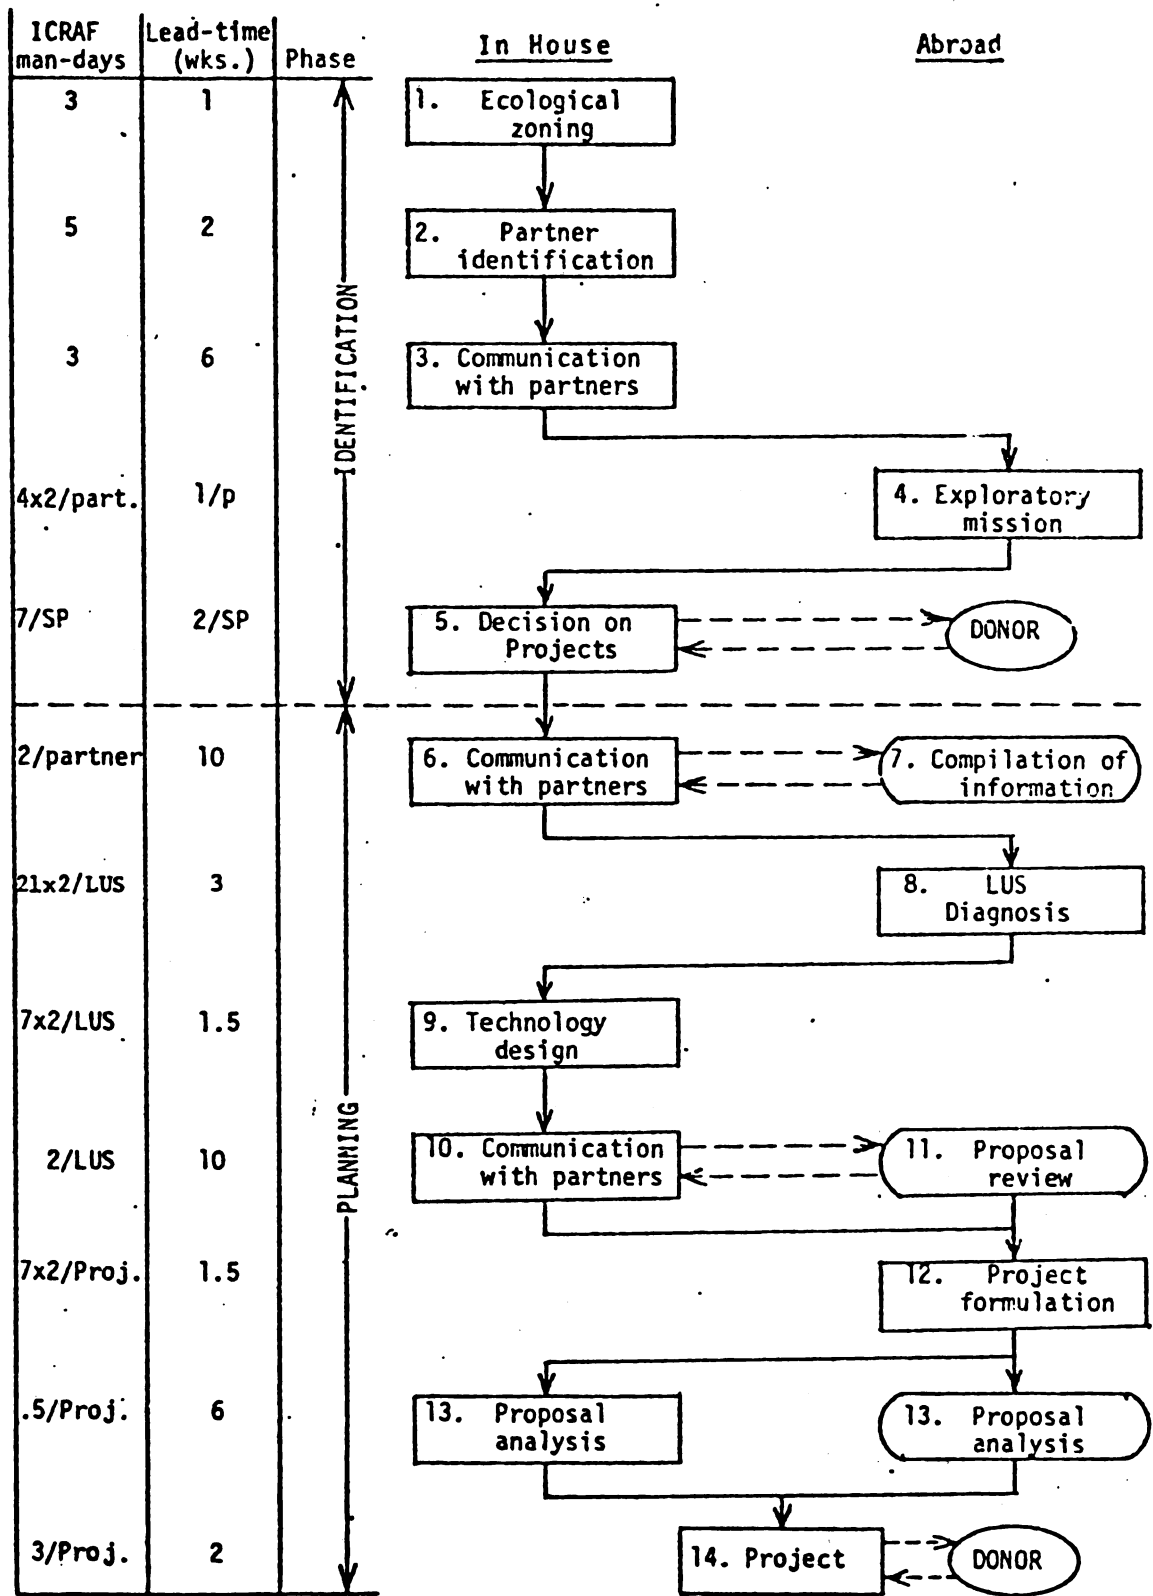 ICRAF
man-days
Lead-time
(wks.)
Phase
In House
Abroad
3
1
1. Ecological
zoning
5
2
2. Partner
identification
IDENTIFICATION
3
6
3. Communication
with partners
4x2/part.
1/p
4. Exploratory
mission
7/SP
2/SP
5. Decision on
Projects
DONOR
2/partner
10
6. Communication
with partners
7. Compilation of
information
21x2/LUS
3
8. LUS
Diagnosis
7x2/LUS
1.5
9. Technology
design
PLANNING
2/LUS
10
10. Communication
with partners
11. Proposal
review
7x2/Proj.
1.5
12. Project
formulation
.5/Proj.
6
13. Proposal
analysis
13. Proposal
analysis
3/Proj.
2
14. Project
DONOR